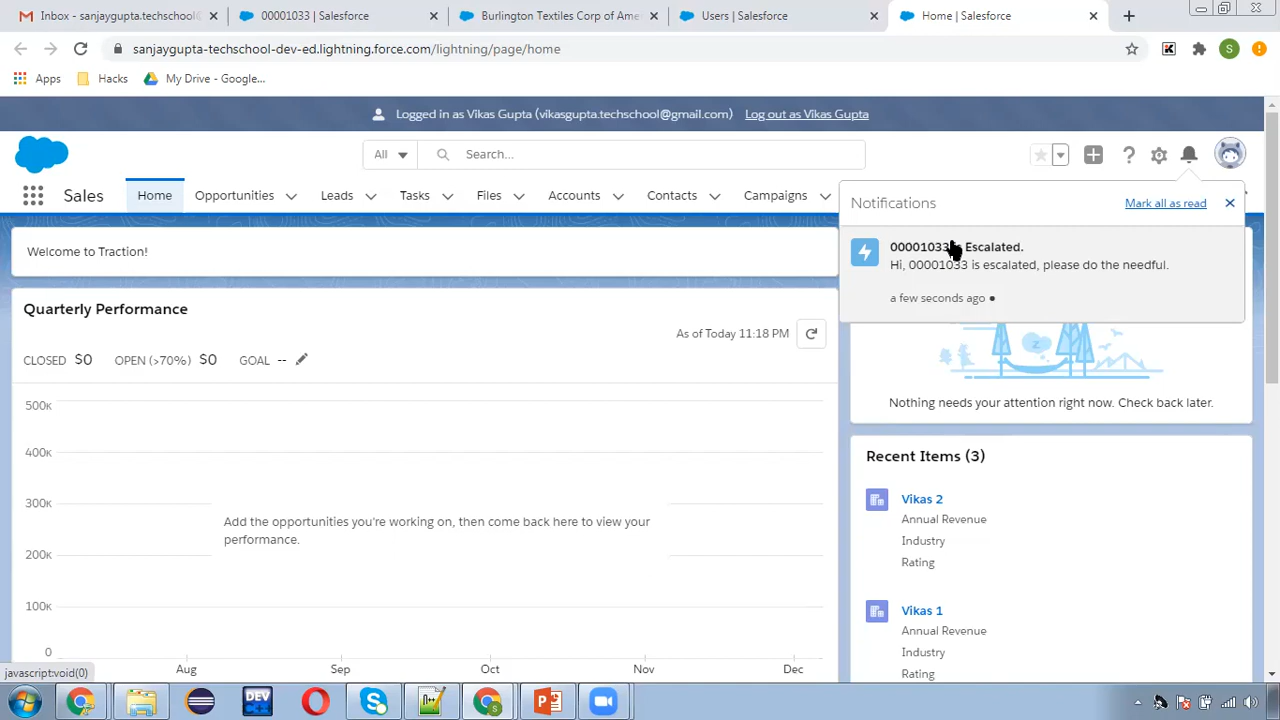 Inbox - sanjaygupta.techschool@
00001033 | Salesforce
Burlington Textiles Corp of Ame
Users | Salesforce
Home | Salesforce
sanjaygupta-techschool-dev-ed.lightning.force.com/lightning/page/home
S
Apps
Hacks
My Drive - Google...
Logged in as Vikas Gupta (vikasgupta.techschool@gmail.com)
Log out as Vikas Gupta
All
Search...
Sales
Home
Opportunities
Leads
Tasks
Files
Accounts
Contacts
Campaigns
Notifications
Mark all as read
00001033 Escalated.
Hi, 00001033 is escalated, please do the needful.
a few seconds ago
Welcome to Traction!
Quarterly Performance
As of Today 11:18 PM
CLOSED $0 OPEN (>70%) $0 GOAL --
500K
400K
300K
200K
100K
0
Add the opportunities you're working on, then come back here to view your
performance.
Aug
Sep
Oct
Nov
Dec
Nothing needs your attention right now. Check back later.
Recent Items (3)
Vikas 2
Annual Revenue
Industry
Rating
Vikas 1
Annual Revenue
Industry
Rating
javascript:void(0)
DEV
C++